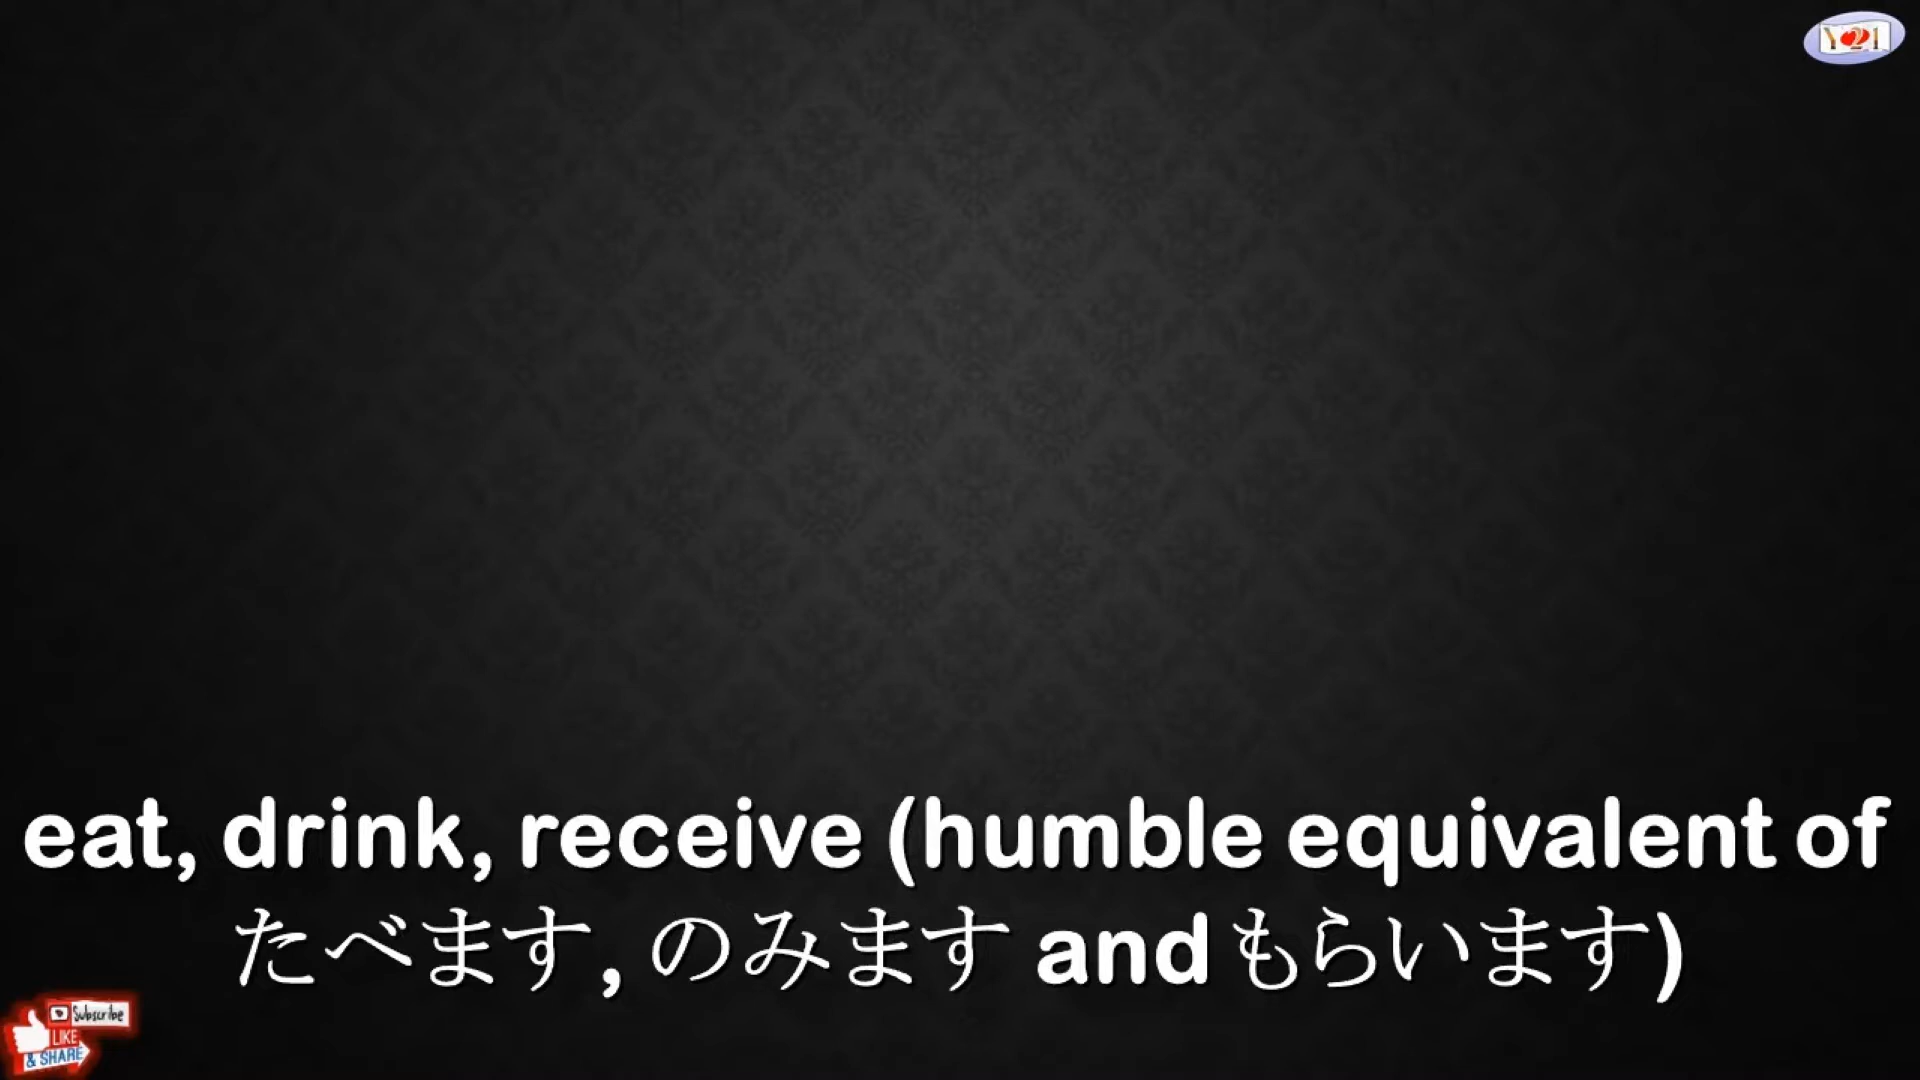 Y21
eat, drink, receive (humble equivalent of
たべます, のみます and もらいます)
Subscribe
LIKE
& SHARE